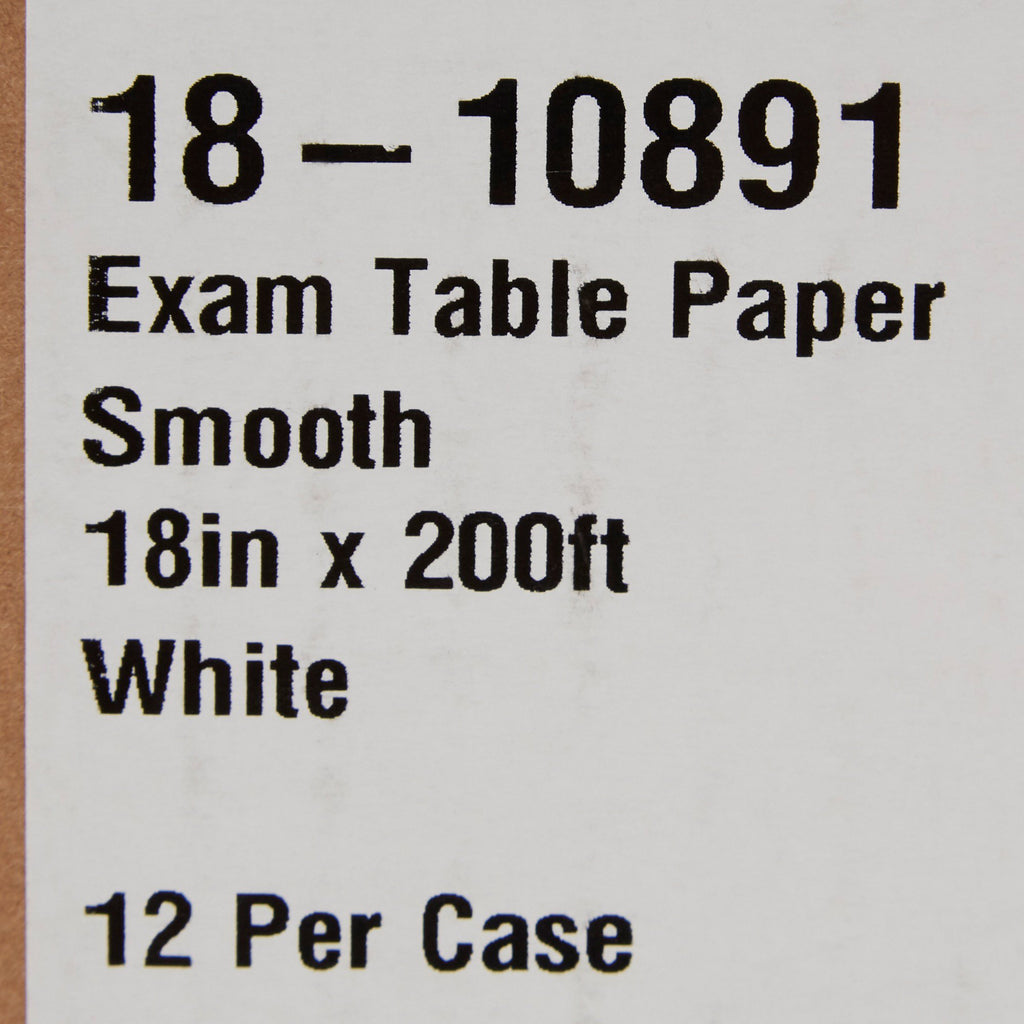 18-10891
Exam Table Paper
Smooth
18in x 200ft
White
12 Per Case